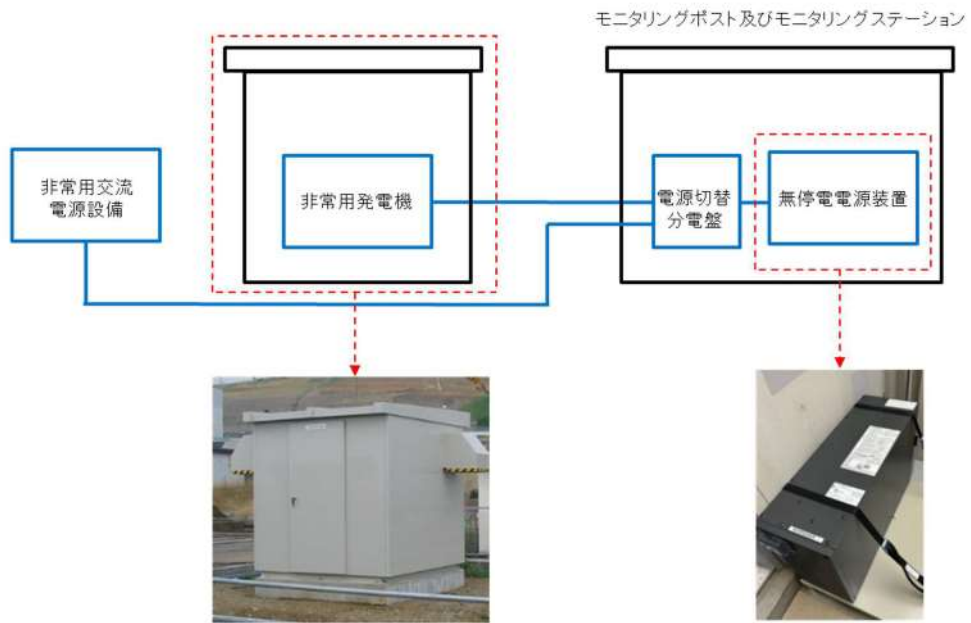 モニタリングポスト及びモニタリングステーション
非常用交流
電源設備
非常用発電機
電源切替
分電盤
無停電電源装置